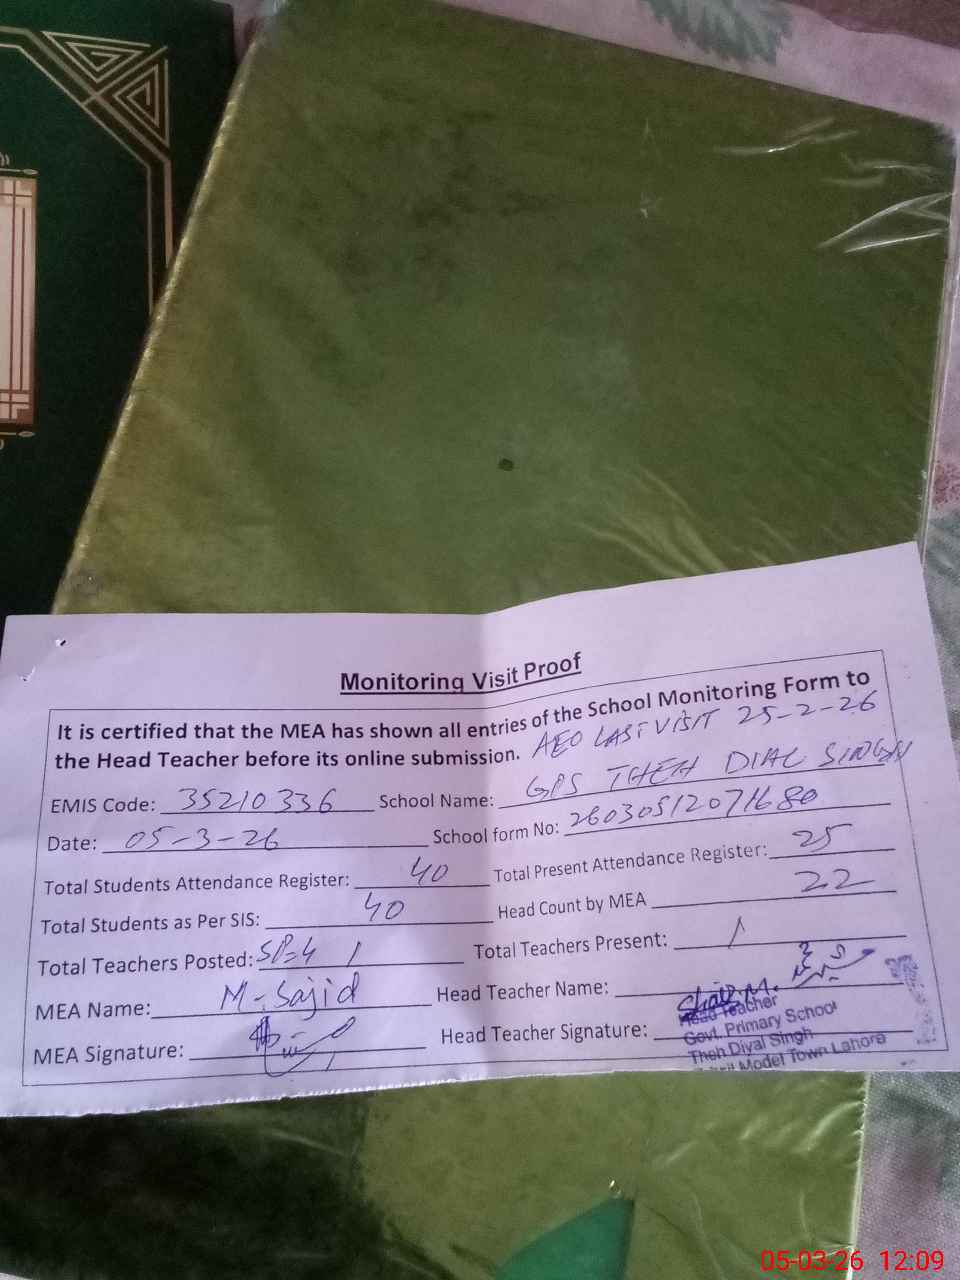 Monitoring Visit Proof
It is certified that the MEA has shown all entries of the School Monitoring Form to
the Head Teacher before its online submission. AEO LAST VISIT 25-2-26
EMIS Code: 35210336 School Name: GPS THEH DIAL SINGH
Date: 05-3-26 School form No: 26030512071680
Total Students Attendance Register: 40 Total Present Attendance Register: 25
Total Students as Per SIS: 40 Head Count by MEA 22
Total Teachers Posted: SP=4 1 Total Teachers Present: 1
MEA Name: M-Sajid Head Teacher Name:
MEA Signature: Head Teacher Signature:
Head Teacher
Govt. Primary School
Theh Diyal Singh
Model Town Lahore
05-03-26 12:09